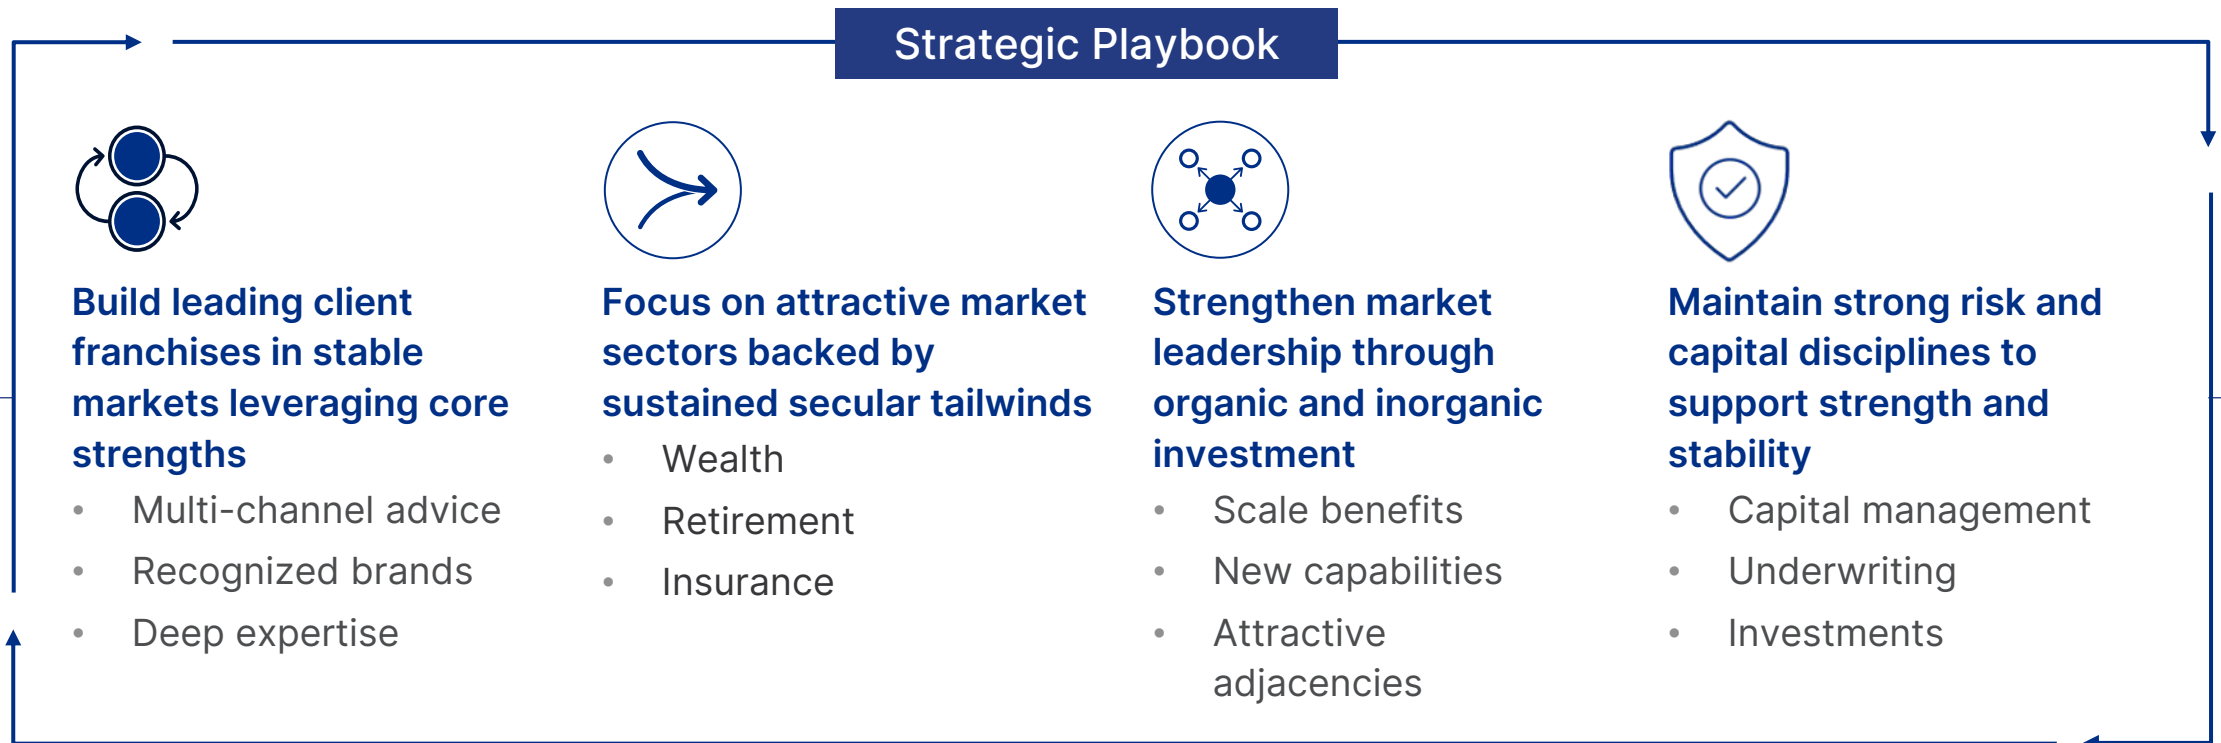 Strategic Playbook
Build leading client
franchises in stable
markets leveraging core
strengths
• Multi-channel advice
• Recognized brands
• Deep expertise
Focus on attractive market
sectors backed by
sustained secular tailwinds
• Wealth
• Retirement
• Insurance
Strengthen market
leadership through
organic and inorganic
investment
• Scale benefits
• New capabilities
• Attractive
adjacencies
Maintain strong risk and
capital disciplines to
support strength and
stability
• Capital management
• Underwriting
• Investments